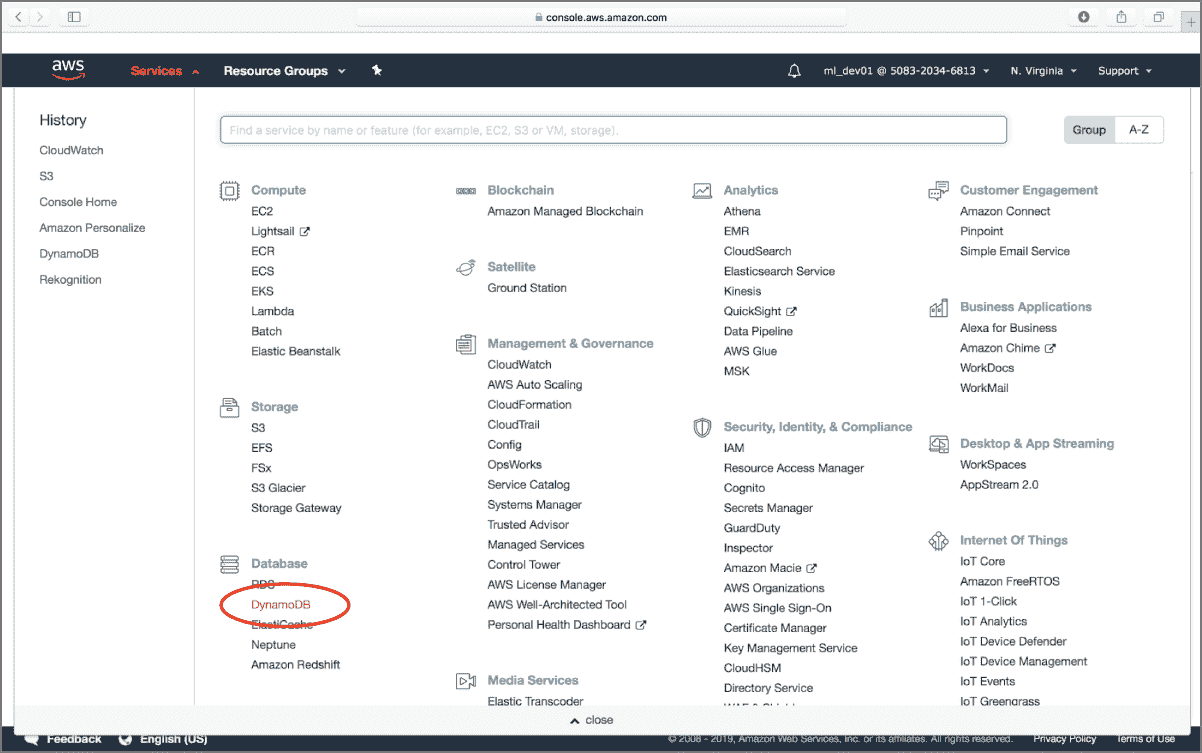 console.aws.amazon.com
aws
Services
Resource Groups
ml_dev01 @ 5083-2034-6813
N. Virginia
Support
History
CloudWatch
S3
Console Home
Amazon Personalize
DynamoDB
Rekognition
Find a service by name or feature (for example, EC2, S3 or VM, storage).
Group
A-Z
Compute
EC2
Lightsail
ECR
ECS
EKS
Lambda
Batch
Elastic Beanstalk
Storage
S3
EFS
FSx
S3 Glacier
Storage Gateway
Database
RDS
DynamoDB
ElastiCache
Neptune
Amazon Redshift
Blockchain
Amazon Managed Blockchain
Satellite
Ground Station
Management & Governance
CloudWatch
AWS Auto Scaling
CloudFormation
CloudTrail
Config
OpsWorks
Service Catalog
Systems Manager
Trusted Advisor
Managed Services
Control Tower
AWS License Manager
AWS Well-Architected Tool
Personal Health Dashboard
Media Services
Elastic Transcoder
Analytics
Athena
EMR
CloudSearch
Elasticsearch Service
Kinesis
QuickSight
Data Pipeline
AWS Glue
MSK
Security, Identity, & Compliance
IAM
Resource Access Manager
Cognito
Secrets Manager
GuardDuty
Inspector
Amazon Macie
AWS Organizations
AWS Single Sign-On
Certificate Manager
Key Management Service
CloudHSM
Directory Service
WAF & Shield
Customer Engagement
Amazon Connect
Pinpoint
Simple Email Service
Business Applications
Alexa for Business
Amazon Chime
WorkDocs
WorkMail
Desktop & App Streaming
WorkSpaces
AppStream 2.0
Internet Of Things
IoT Core
Amazon FreeRTOS
IoT 1-Click
IoT Analytics
IoT Device Defender
IoT Device Management
IoT Events
IoT Greengrass
close
Feedback
English (US)
© 2008 - 2019, Amazon Web Services, Inc. or its affiliates. All rights reserved.
Privacy Policy
Terms of Use